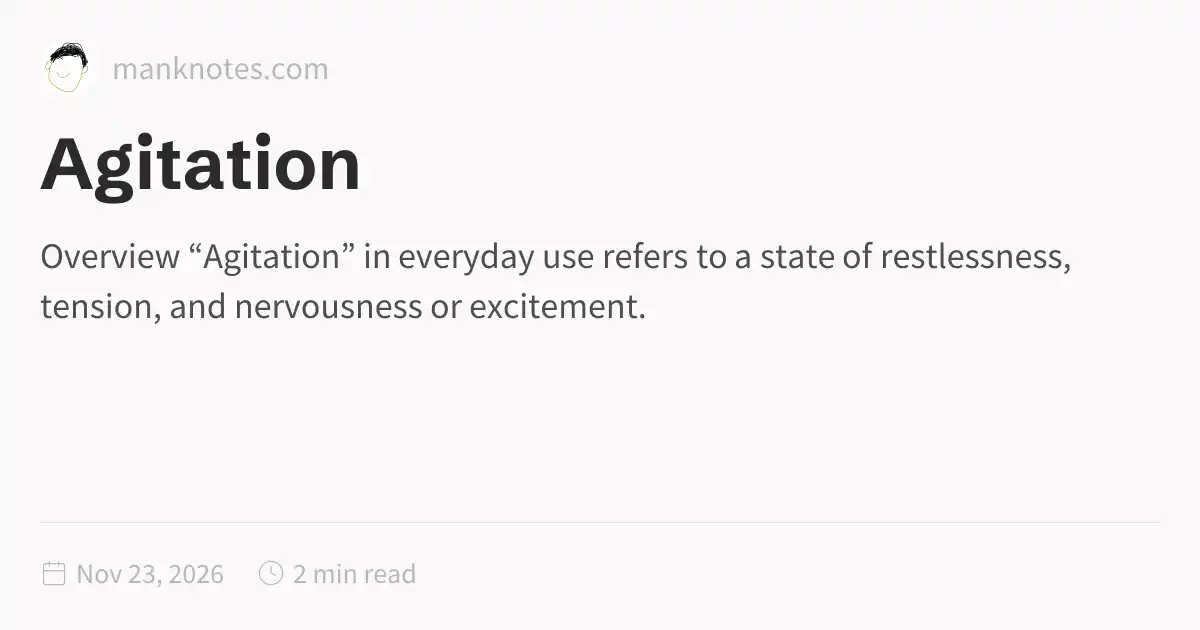 manknotes.com
Agitation
Overview “Agitation” in everyday use refers to a state of restlessness,
tension, and nervousness or excitement.
Nov 23, 2026 2 min read